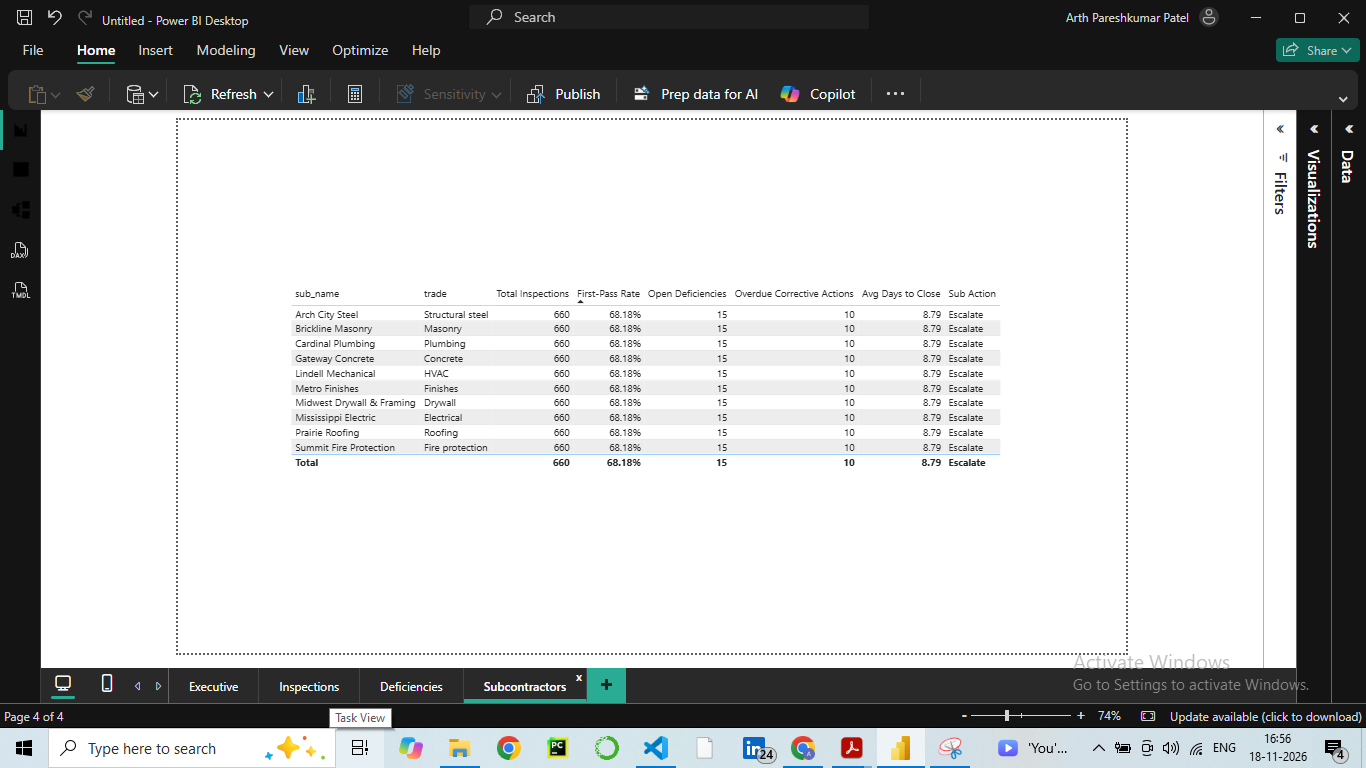 Untitled - Power BI Desktop
Search
Arth Pareshkumar Patel
File Home Insert Modeling View Optimize Help
Share
Refresh
Sensitivity
Publish
Prep data for AI
Copilot
DAX
TMDL
Filters
Visualizations
Data
sub_name trade Total Inspections First-Pass Rate Open Deficiencies Overdue Corrective Actions Avg Days to Close Sub Action
Arch City Steel Structural steel 660 68.18% 15 10 8.79 Escalate
Brickline Masonry Masonry 660 68.18% 15 10 8.79 Escalate
Cardinal Plumbing Plumbing 660 68.18% 15 10 8.79 Escalate
Gateway Concrete Concrete 660 68.18% 15 10 8.79 Escalate
Lindell Mechanical HVAC 660 68.18% 15 10 8.79 Escalate
Metro Finishes Finishes 660 68.18% 15 10 8.79 Escalate
Midwest Drywall & Framing Drywall 660 68.18% 15 10 8.79 Escalate
Mississippi Electric Electrical 660 68.18% 15 10 8.79 Escalate
Prairie Roofing Roofing 660 68.18% 15 10 8.79 Escalate
Summit Fire Protection Fire protection 660 68.18% 15 10 8.79 Escalate
Total 660 68.18% 15 10 8.79 Escalate
Activate Windows
Go to Settings to activate Windows.
Executive Inspections Deficiencies Subcontractors x +
Page 4 of 4
Task View
- + 74%
Update available (click to download)
Type here to search
PC
in 24
'You'...
ENG
16:56
18-11-2026
4